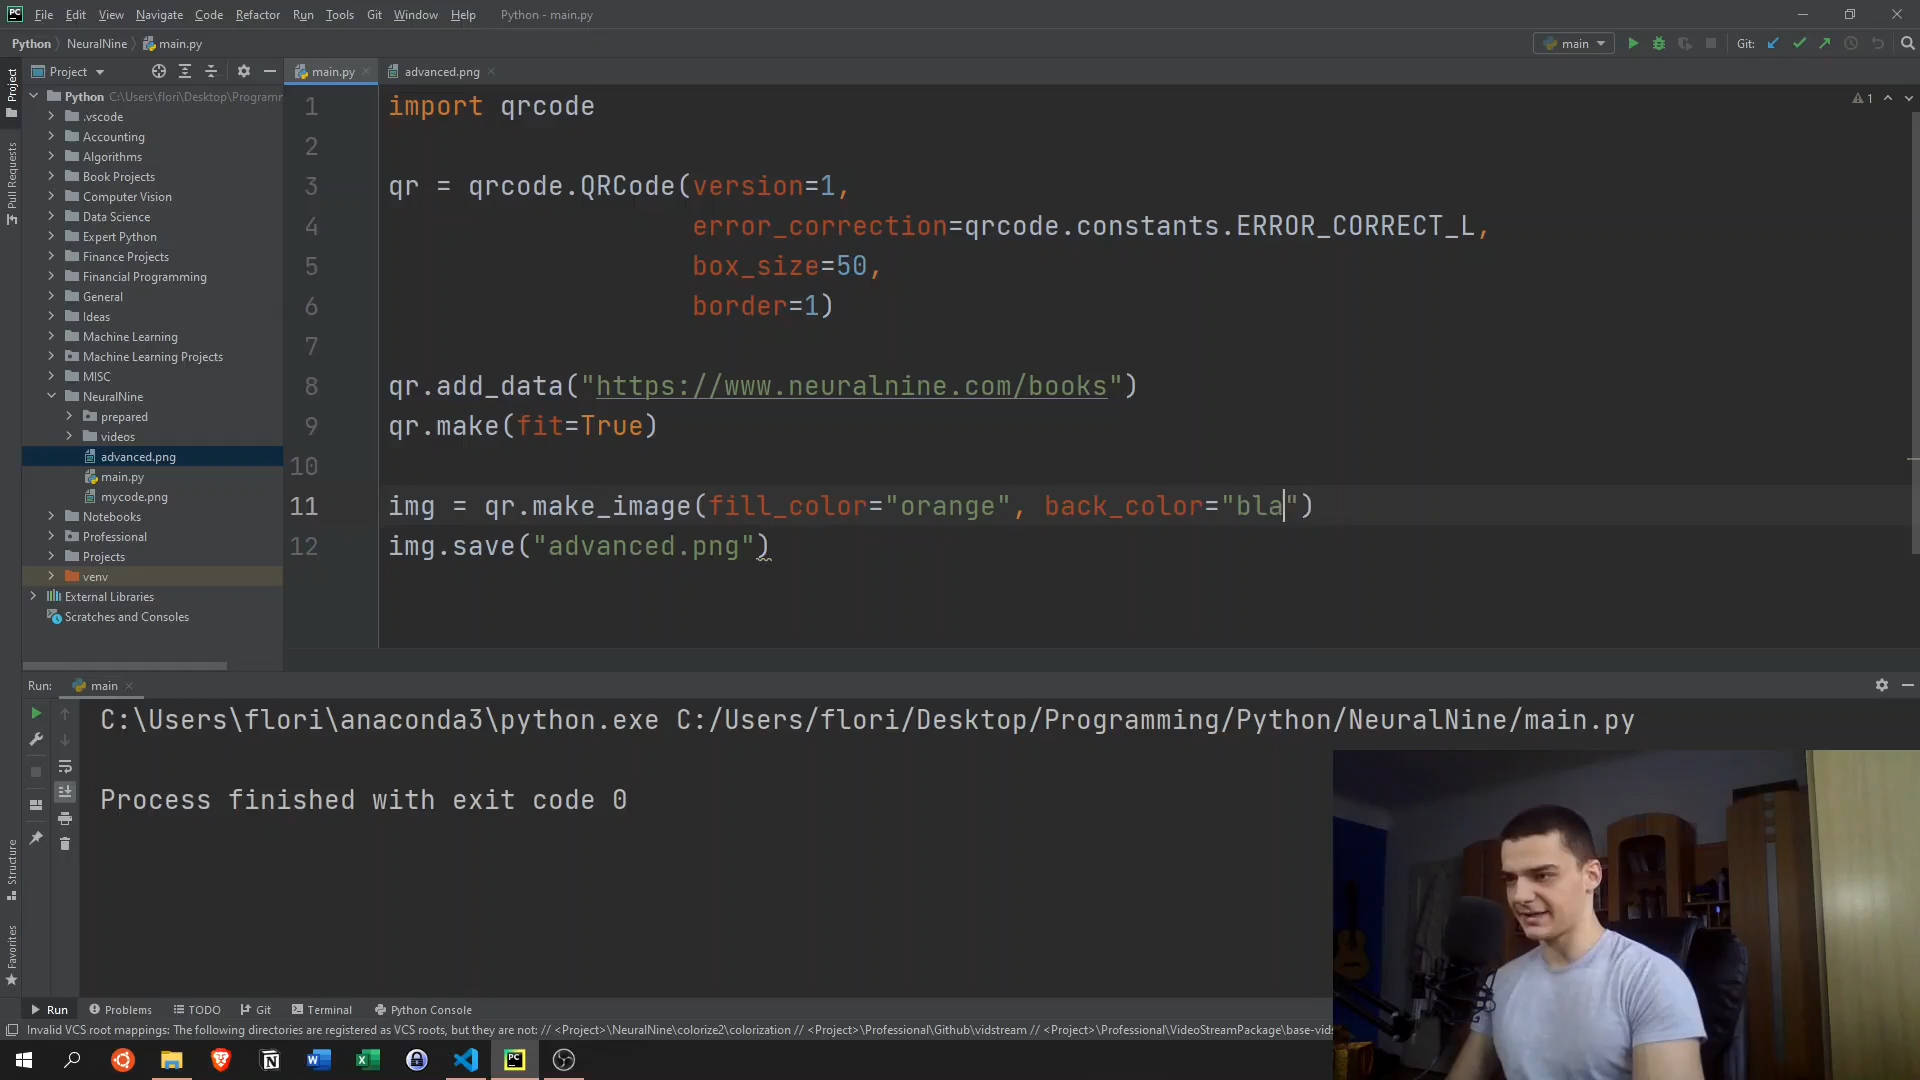 File Edit View Navigate Code Refactor Run Tools Git Window Help Python - main.py
Python NeuralNine main.py main Git:
Project main.py advanced.png
Project
Pull Requests
Structure
Favorites
Python C:\Users\flori\Desktop\Programm
.vscode
Accounting
Algorithms
Book Projects
Computer Vision
Data Science
Expert Python
Finance Projects
Financial Programming
General
Ideas
Machine Learning
Machine Learning Projects
MISC
NeuralNine
prepared
videos
advanced.png
main.py
mycode.png
Notebooks
Professional
Projects
venv
External Libraries
Scratches and Consoles
1
1 import qrcode
2
3 qr = qrcode.QRCode(version=1,
4 error_correction=qrcode.constants.ERROR_CORRECT_L,
5 box_size=50,
6 border=1)
7
8 qr.add_data("https://www.neuralnine.com/books")
9 qr.make(fit=True)
10
11 img = qr.make_image(fill_color="orange", back_color="bla")
12 img.save("advanced.png")
Run: main
C:\Users\flori\anaconda3\python.exe C:/Users/flori/Desktop/Programming/Python/NeuralNine/main.py
Process finished with exit code 0
Run Problems TODO Git Terminal Python Console
Invalid VCS root mappings: The following directories are registered as VCS roots, but they are not: // <Project>\NeuralNine\colorize2\colorization // <Project>\Professional\Github\vidstream // <Project>\Professional\VideoStreamPackage\base-vids